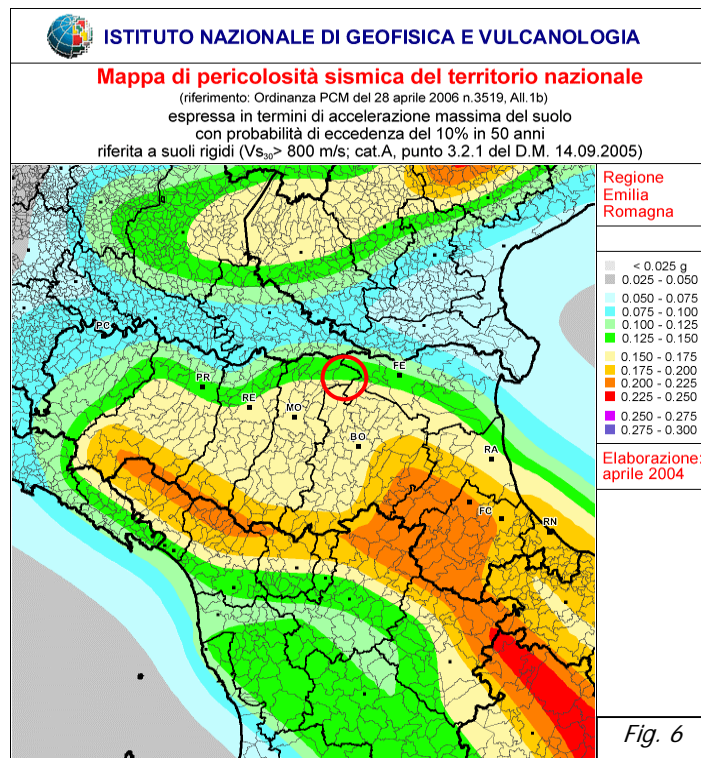 ISTITUTO NAZIONALE DI GEOFISICA E VULCANOLOGIA
Mappa di pericolosità sismica del territorio nazionale
(riferimento: Ordinanza PCM del 28 aprile 2006 n.3519, All.1b)
espressa in termini di accelerazione massima del suolo
con probabilità di eccedenza del 10% in 50 anni
riferita a suoli rigidi (Vs30> 800 m/s; cat.A, punto 3.2.1 del D.M. 14.09.2005)
Regione
Emilia
Romagna
< 0.025 g
0.025 - 0.050
0.050 - 0.075
0.075 - 0.100
0.100 - 0.125
0.125 - 0.150
0.150 - 0.175
0.175 - 0.200
0.200 - 0.225
0.225 - 0.250
0.250 - 0.275
0.275 - 0.300
Elaborazione:
aprile 2004
PC
PR
RE
MO
FE
BO
RA
FC
RN
Fig. 6